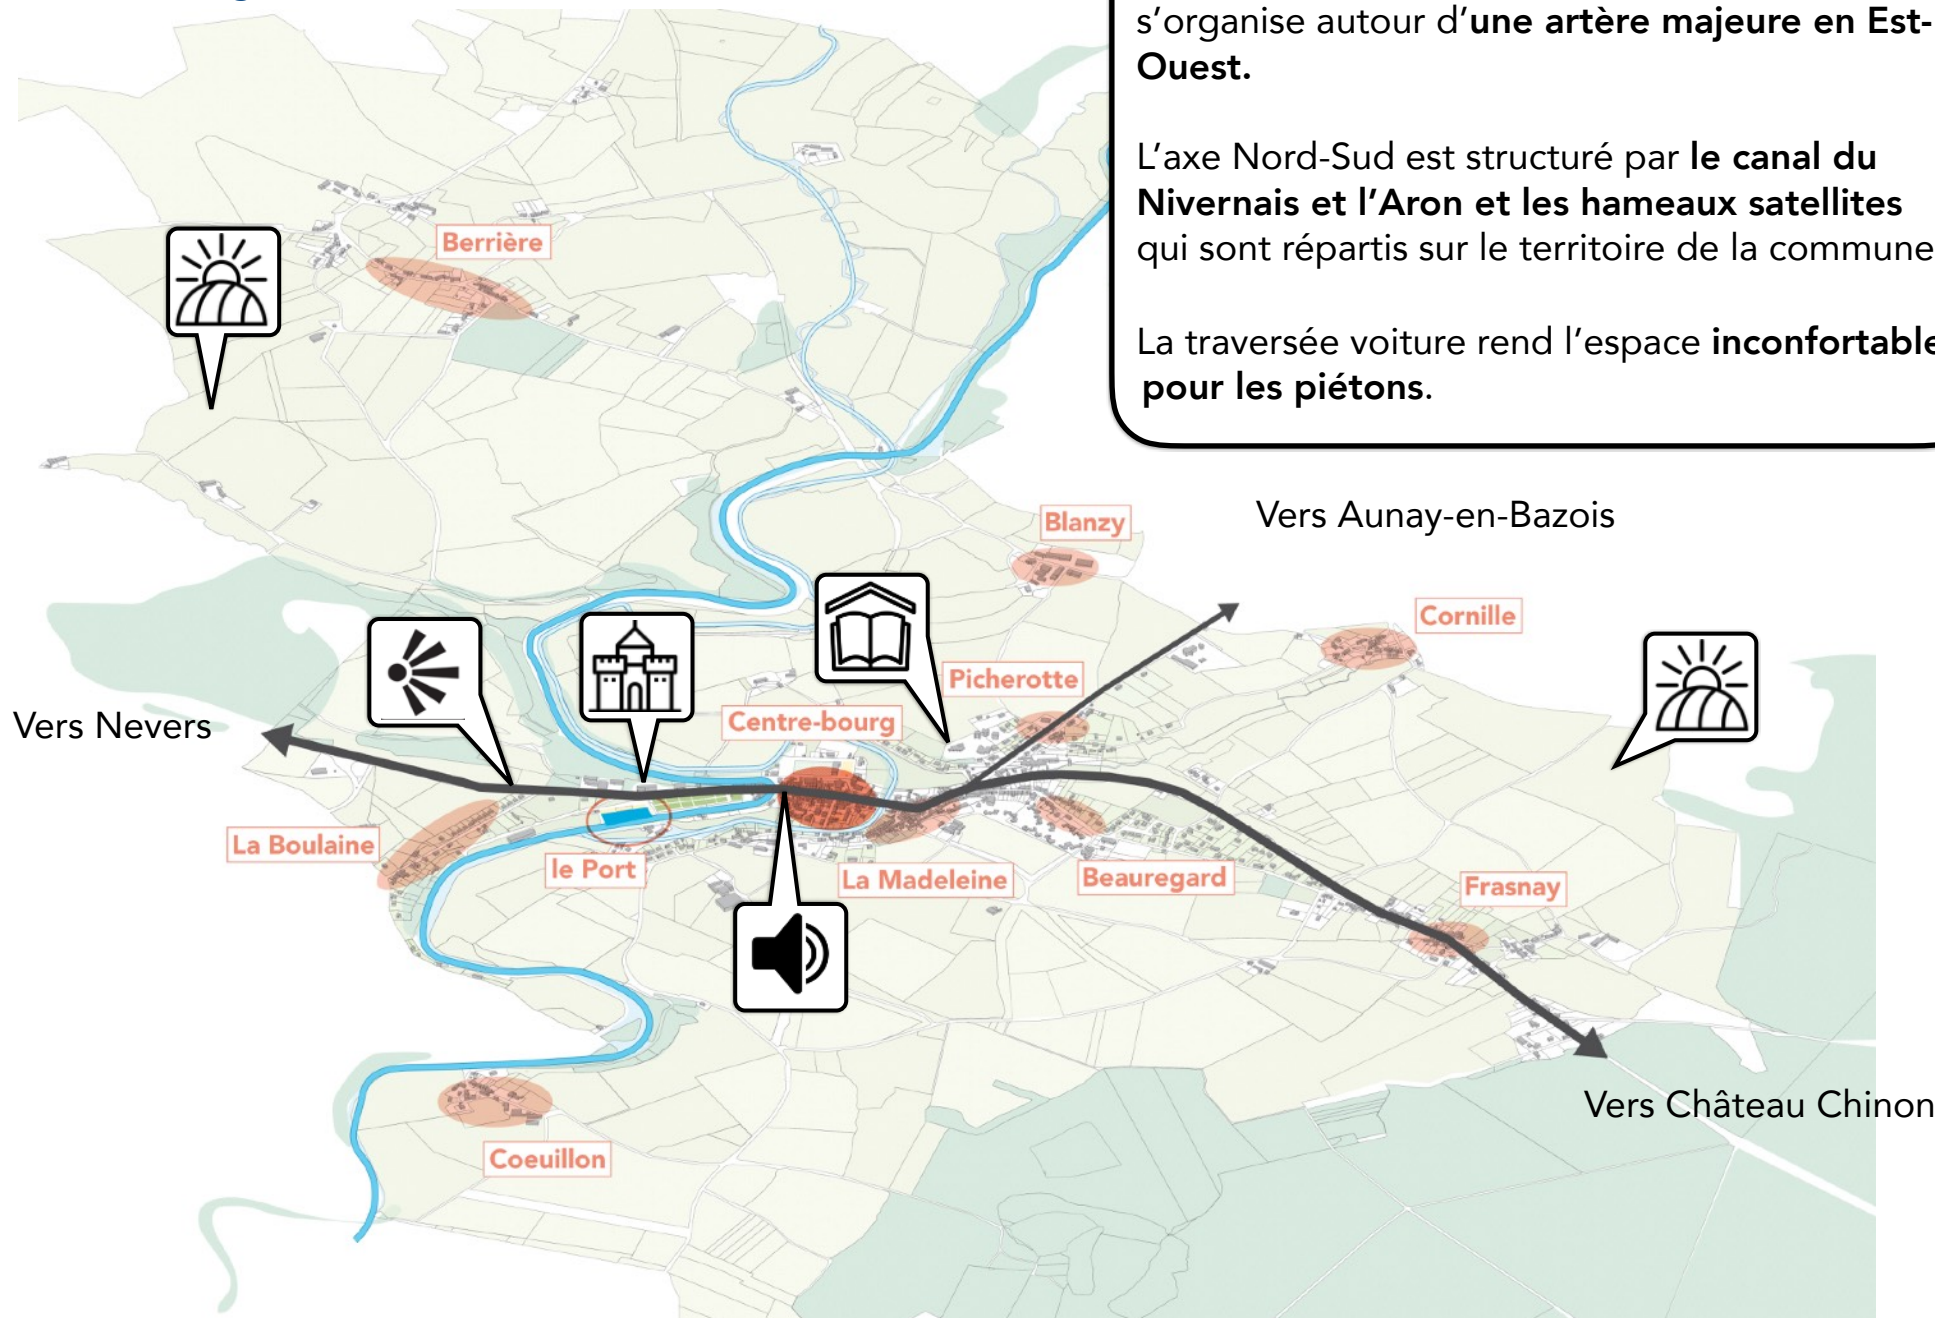 s’organise autour d’une artère majeure en Est-
Ouest.
L’axe Nord-Sud est structuré par le canal du
Nivernais et l’Aron et les hameaux satellites
qui sont répartis sur le territoire de la commune
La traversée voiture rend l’espace inconfortable
pour les piétons.
Berrière
Vers Aunay-en-Bazois
Blanzy
Cornille
Picherotte
Centre-bourg
Vers Nevers
La Boulaine
le Port
La Madeleine
Beauregard
Frasnay
Vers Château Chinon
Coeuillon